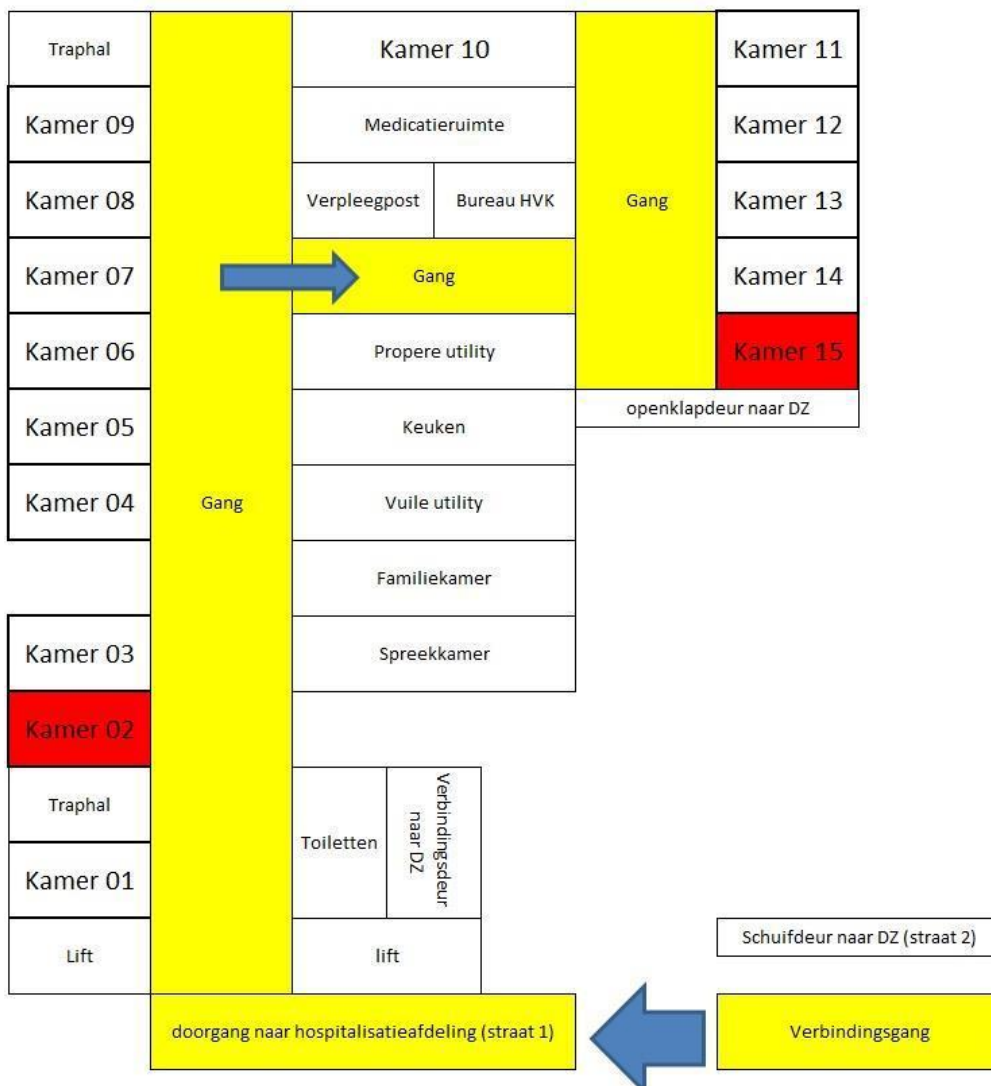 Traphal
Kamer 10
Kamer 11
Kamer 09
Medicatieruimte
Kamer 12
Kamer 08
Verpleegpost
Bureau HVK
Gang
Kamer 13
Kamer 07
Gang
Kamer 14
Kamer 06
Propere utility
Kamer 15
openklapdeur naar DZ
Kamer 05
Keuken
Kamer 04
Gang
Vuile utility
Familiekamer
Kamer 03
Spreekkamer
Kamer 02
Traphal
Toiletten
Verbindingsdeur
naar DZ
Kamer 01
Lift
lift
Schuifdeur naar DZ (straat 2)
doorgang naar hospitalisatieafdeling (straat 1)
Verbindingsgang